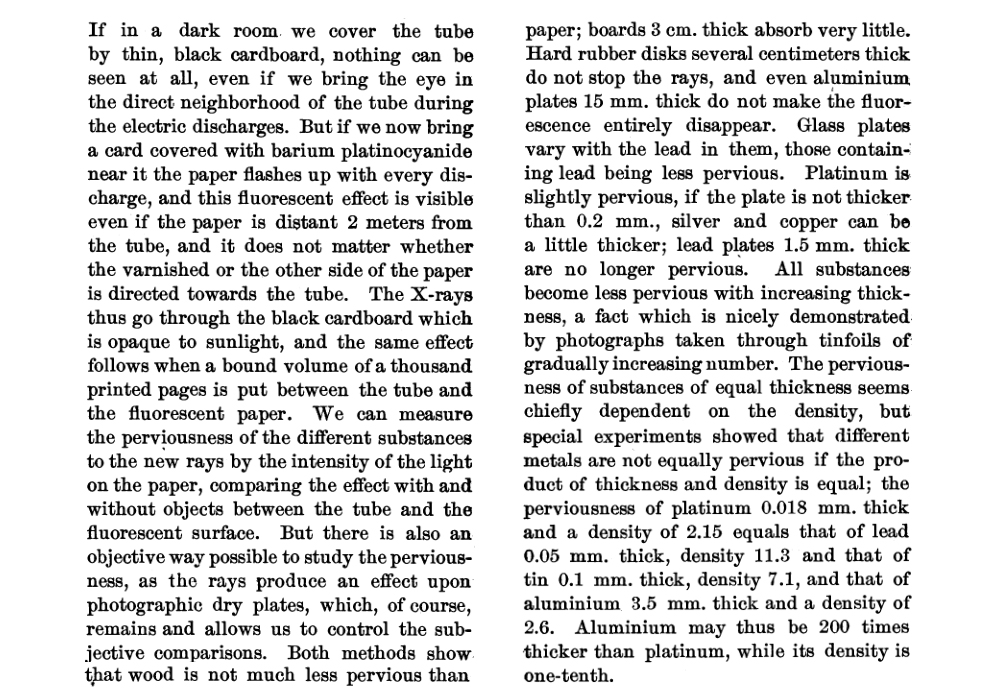 If in a dark room we cover the tube
by thin, black cardboard, nothing can be
seen at all, even if we bring the eye in
the direct neighborhood of the tube during
the electric discharges. But if we now bring
a card covered with barium platinocyanide
near it the paper flashes up with every dis-
charge, and this fluorescent effect is visible
even if the paper is distant 2 meters from
the tube, and it does not matter whether
the varnished or the other side of the paper
is directed towards the tube. The X-rays
thus go through the black cardboard which
is opaque to sunlight, and the same effect
follows when a bound volume of a thousand
printed pages is put between the tube and
the fluorescent paper. We can measure
the perviousness of the different substances
to the new rays by the intensity of the light
on the paper, comparing the effect with and
without objects between the tube and the
fluorescent surface. But there is also an
objective way possible to study the pervious-
ness, as the rays produce an effect upon
photographic dry plates, which, of course,
remains and allows us to control the sub-
jective comparisons. Both methods show
that wood is not much less pervious than
paper; boards 3 cm. thick absorb very little.
Hard rubber disks several centimeters thick
do not stop the rays, and even aluminium
plates 15 mm. thick do not make the fluor-
escence entirely disappear. Glass plates
vary with the lead in them, those contain-
ing lead being less pervious. Platinum is
slightly pervious, if the plate is not thicker
than 0.2 mm., silver and copper can be
a little thicker; lead plates 1.5 mm. thick
are no longer pervious. All substances
become less pervious with increasing thick-
ness, a fact which is nicely demonstrated
by photographs taken through tinfoils of
gradually increasing number. The pervious-
ness of substances of equal thickness seems
chiefly dependent on the density, but
special experiments showed that different
metals are not equally pervious if the pro-
duct of thickness and density is equal; the
perviousness of platinum 0.018 mm. thick
and a density of 2.15 equals that of lead
0.05 mm. thick, density 11.3 and that of
tin 0.1 mm. thick, density 7.1, and that of
aluminium 3.5 mm. thick and a density of
2.6. Aluminium may thus be 200 times
thicker than platinum, while its density is
one-tenth.